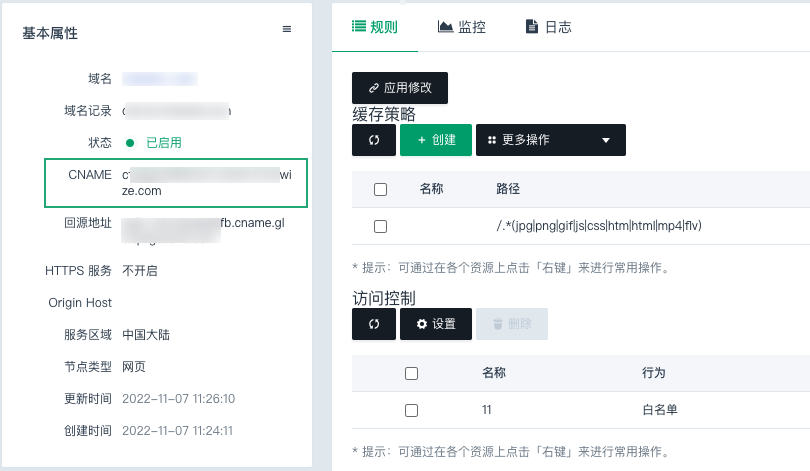 基本属性
域名
域名记录
状态 已启用
CNAME wi
ze.com
回源地址 fb.cname.gl
HTTPS 服务 不开启
Origin Host
服务区域 中国大陆
节点类型 网页
更新时间 2022-11-07 11:26:10
创建时间 2022-11-07 11:24:11
规则 监控 日志
应用修改
缓存策略
+ 创建 更多操作
名称 路径
/.*(jpg|png|gif|js|css|htm|html|mp4|flv)
* 提示：可通过在各个资源上点击「右键」来进行常用操作。
访问控制
设置 删除
名称 行为
11 白名单
* 提示：可通过在各个资源上点击「右键」来进行常用操作。